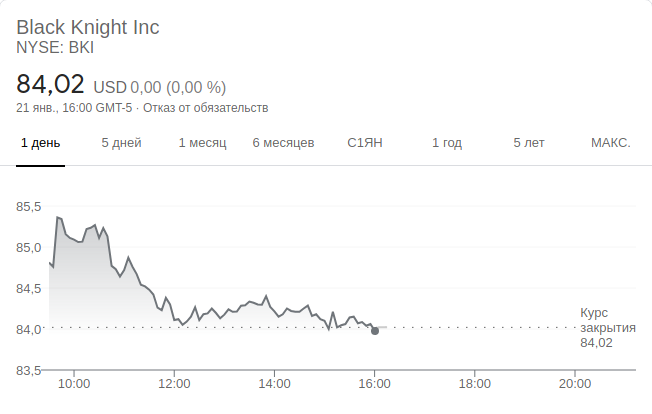 Black Knight Inc
NYSE: BKI
84,02 USD 0,00 (0,00 %)
21 янв., 16:00 GMT-5 · Отказ от обязательств
1 день 5 дней 1 месяц 6 месяцев С1ЯН 1 год 5 лет МАКС.
85,5
85,0
84,5
84,0
83,5
Курс
закрытия
84,02
10:00 12:00 14:00 16:00 18:00 20:00